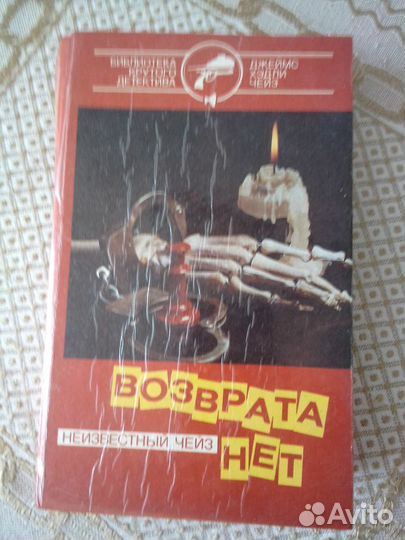 БИБЛИОТЕКА
КРУТОГО
ДЕТЕКТИВА
ДЖЕЙМС
ХЭДЛИ
ЧЕЙЗ
ВОЗВРАТА
НЕИЗВЕСТНЫЙ ЧЕЙЗ
НЕТ
Avito